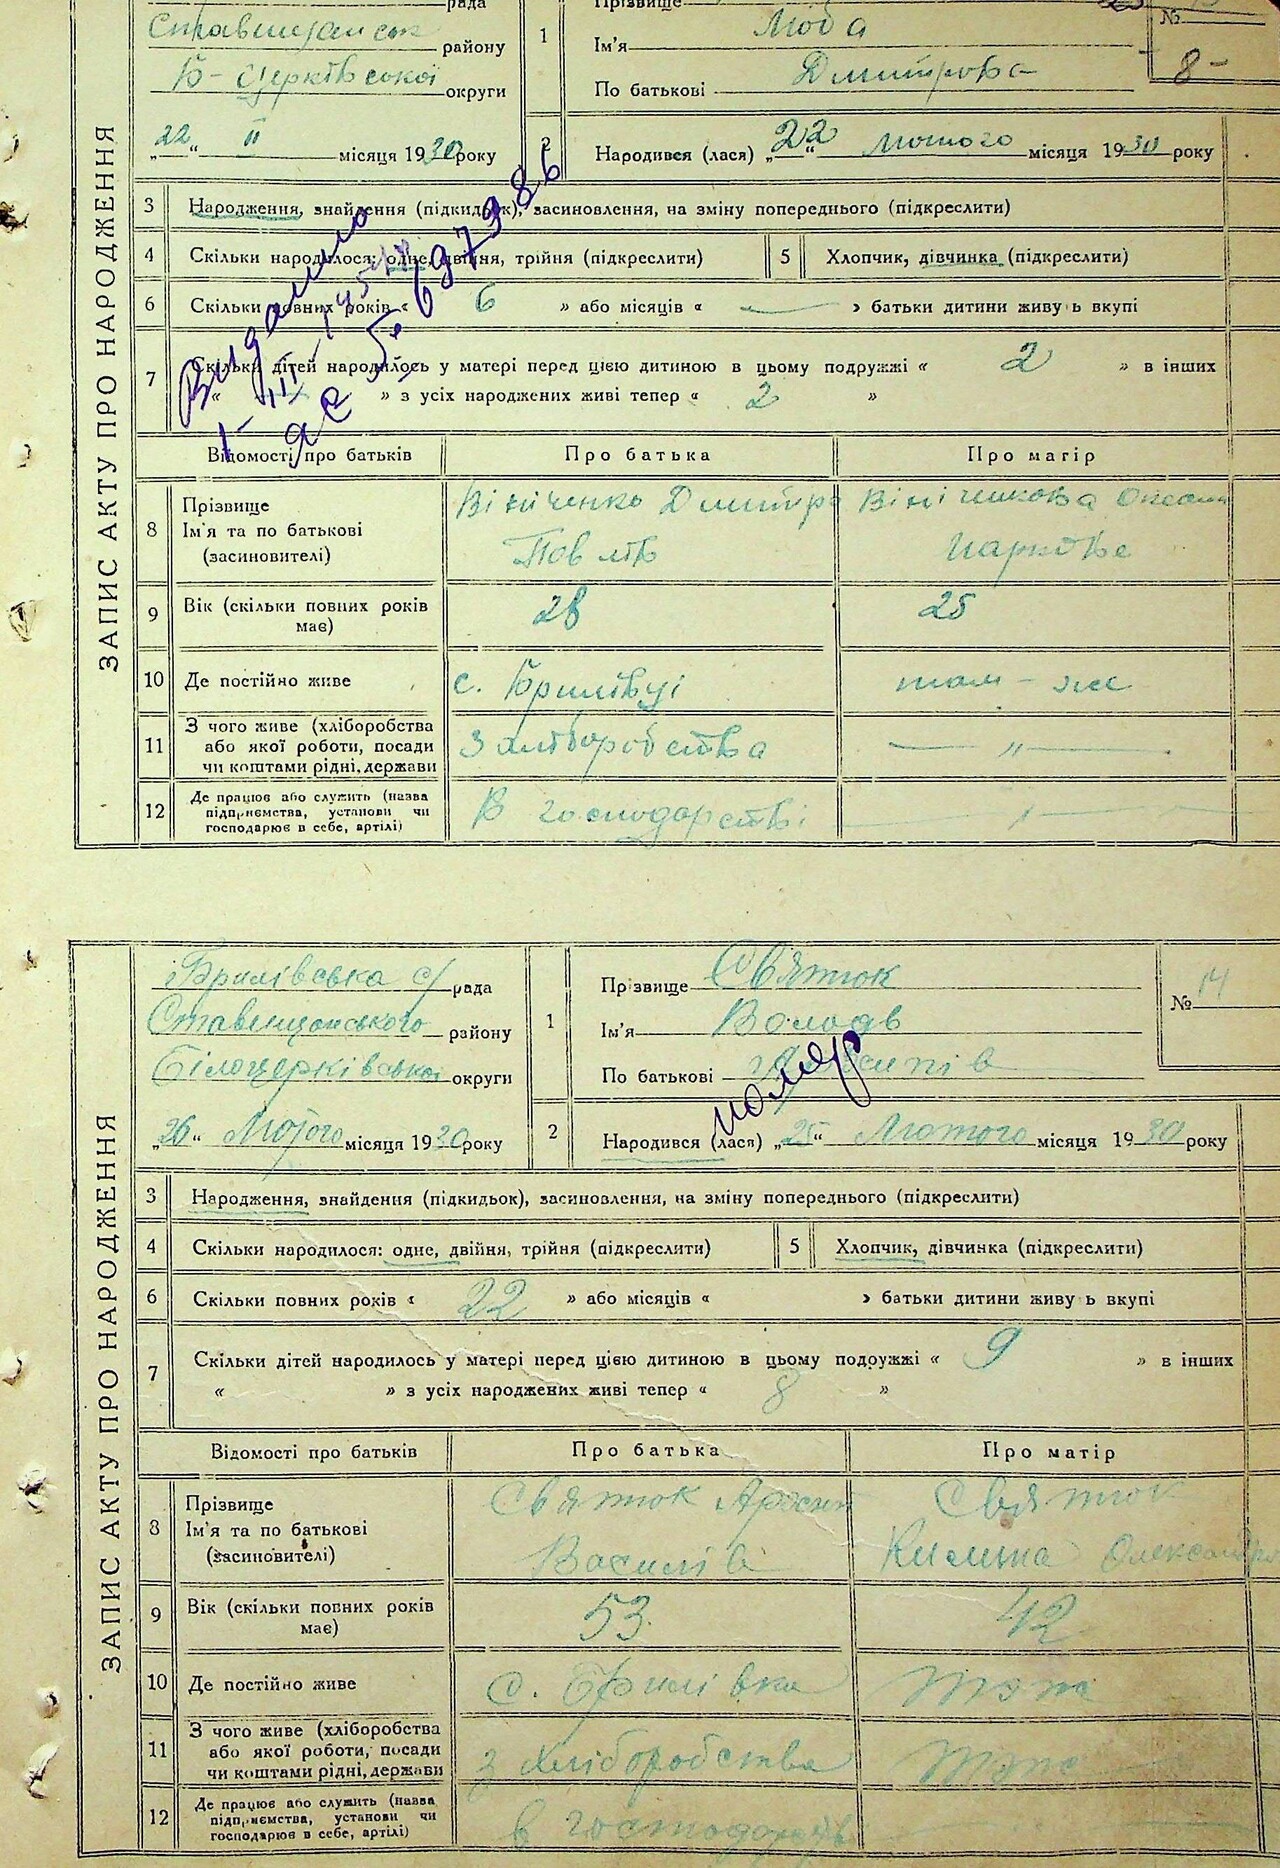 рада
Прізвище
№
Ставищанськ
району
1
Ім'я
Люба
8-
Б-Церківської
округи
По батькові
Дмитрова
"22" II місяця 1930 року
2
Народився (лася) "22" лютого місяця 1930 року
ЗАПИС АКТУ ПРО НАРОДЖЕННЯ
3 Народження, знайдення (підкидьок), засиновлення, на зміну попереднього (підкреслити)
4 Скільки народилося: одне, двійня, трійня (підкреслити) 5 Хлопчик, дівчинка (підкреслити)
6 Скільки повних років « 6 » або місяців « — » батьки дитини живу ь вкупі
7 Скільки дітей народилось у матері перед цією дитиною в цьому подружжі « 2 » в інших
« » з усіх народжених живі тепер « 2 »
Відомості про батьків Про батька Про матір
8 Прізвище
Ім'я та по батькові
(засиновителі)
Вініченко Дмитро
Павлів
9 Вік (скільки повних років
має)
28
25
10 Де постійно живе
с. Брилівці
там-же
11 З чого живе (хліборобства
або якої роботи, посади
чи коштами рідні, держави
З хліборобства
— " —
12 Де працює або служить (назва
підприємства, установи чи
господарює в себе, артілі)
В господарстві
Брилівська с/рада
Ставищанського району
Білоцерківської округи
1
Прізвище Святюк
Ім'я
По батькові
№ 14
помер
"26" Лютого місяця 1930 року
2
Народився (лася) "25" Лютого місяця 1930 року
ЗАПИС АКТУ ПРО НАРОДЖЕННЯ
3 Народження, знайдення (підкидьок), засиновлення, на зміну попереднього (підкреслити)
4 Скільки народилося: одне, двійня, трійня (підкреслити) 5 Хлопчик, дівчинка (підкреслити)
6 Скільки повних років « 22 » або місяців « » батьки дитини живу ь вкупі
7 Скільки дітей народилось у матері перед цією дитиною в цьому подружжі « 9 » в інших
« » з усіх народжених живі тепер « 8 »
Відомості про батьків Про батька Про матір
8 Прізвище
Ім'я та по батькові
(засиновителі)
Святюк
Василів
Святюк
9 Вік (скільки повних років
має)
53
42
10 Де постійно живе
с. Брилівка
11 З чого живе (хліборобства
або якої роботи, посади
чи коштами рідні, держави
з хліборобства
12 Де працює або служить (назва
підприємства, установи чи
господарює в себе, артілі)